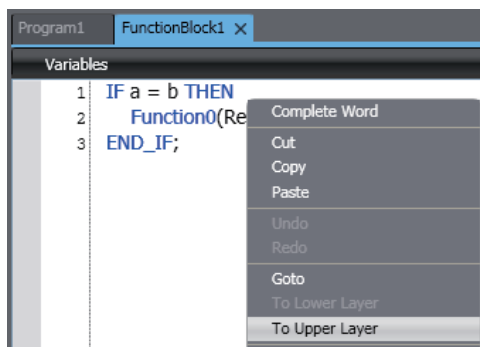 Program1 FunctionBlock1 ×
Variables
1 IF a = b THEN
2 Function0(Re
3 END_IF;
Complete Word
Cut
Copy
Paste
Undo
Redo
Goto
To Lower Layer
To Upper Layer